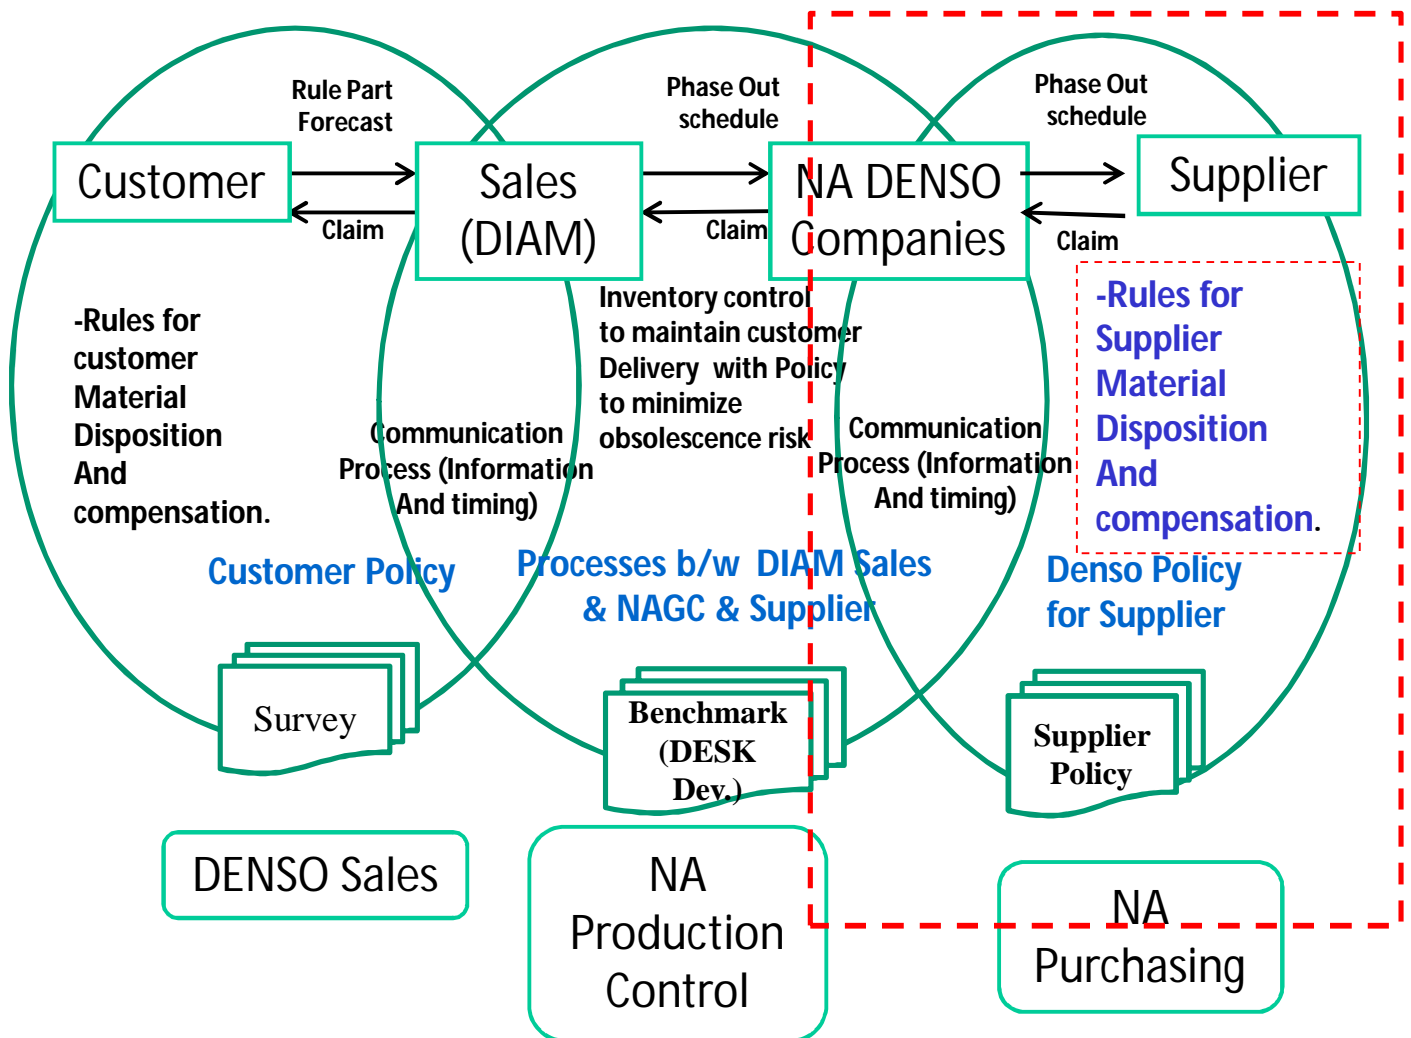 Rule Part
Forecast
Phase Out
schedule
Phase Out
schedule
Customer
Sales
(DIAM)
NA DENSO
Companies
Supplier
Claim
Claim
Claim
-Rules for
customer
Material
Disposition
And
compensation.
Inventory control
to maintain customer
Delivery with Policy
to minimize
obsolescence risk
-Rules for
Supplier
Material
Disposition
And
compensation.
Communication
Process (Information
And timing)
Communication
Process (Information
And timing)
Customer Policy
Processes b/w DIAM Sales
& NAGC & Supplier
Denso Policy
for Supplier
Survey
Benchmark
(DESK
Dev.)
Supplier
Policy
DENSO Sales
NA
Production
Control
NA
Purchasing